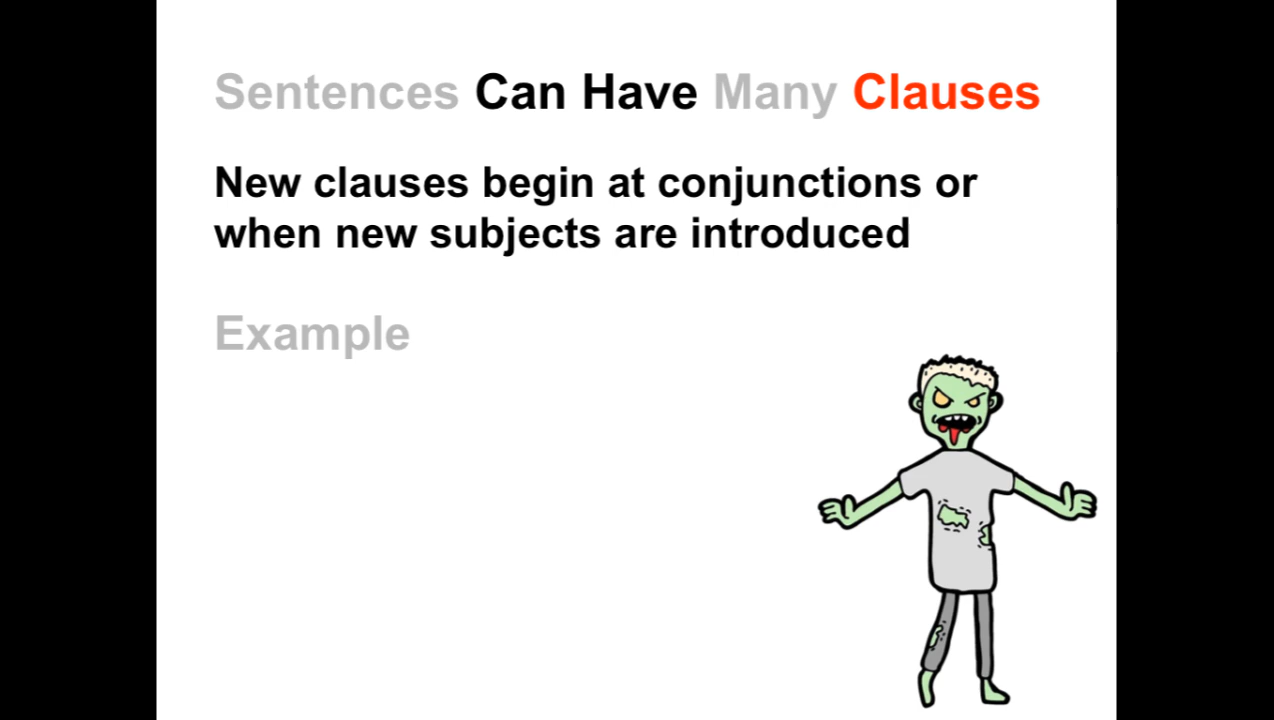 Sentences Can Have Many Clauses
New clauses begin at conjunctions or
when new subjects are introduced
Example